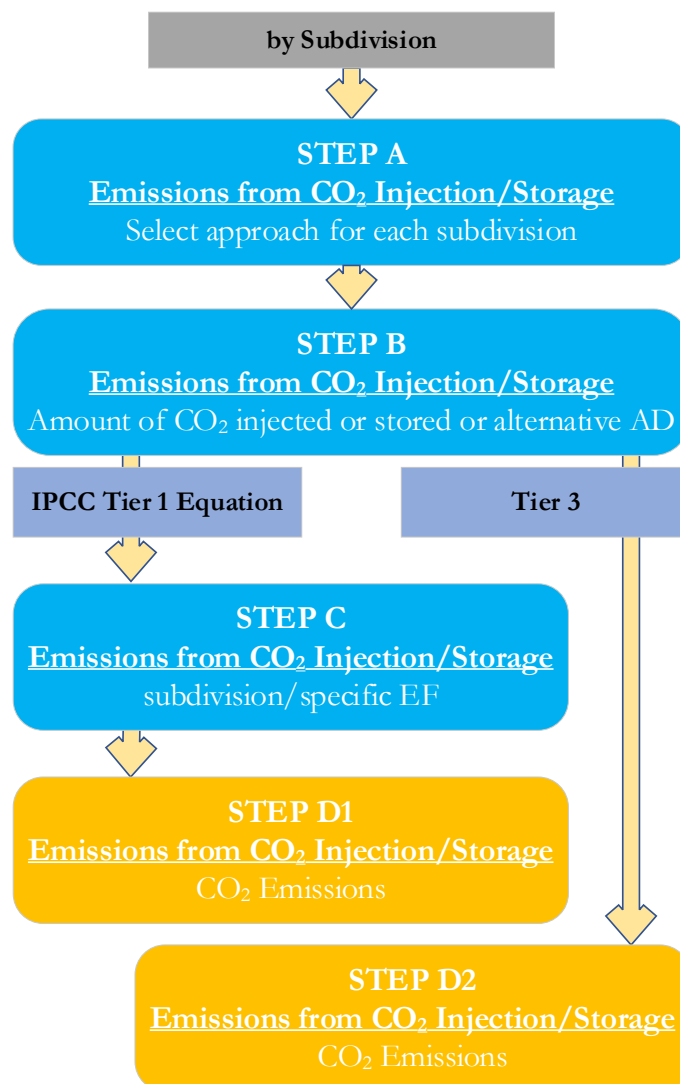 by Subdivision
STEP A
Emissions from CO₂ Injection/Storage
Select approach for each subdivision
STEP B
Emissions from CO₂ Injection/Storage
Amount of CO₂ injected or stored or alternative AD
IPCC Tier 1 Equation
Tier 3
STEP C
Emissions from CO₂ Injection/Storage
subdivision/specific EF
STEP D1
Emissions from CO₂ Injection/Storage
CO₂ Emissions
STEP D2
Emissions from CO₂ Injection/Storage
CO₂ Emissions